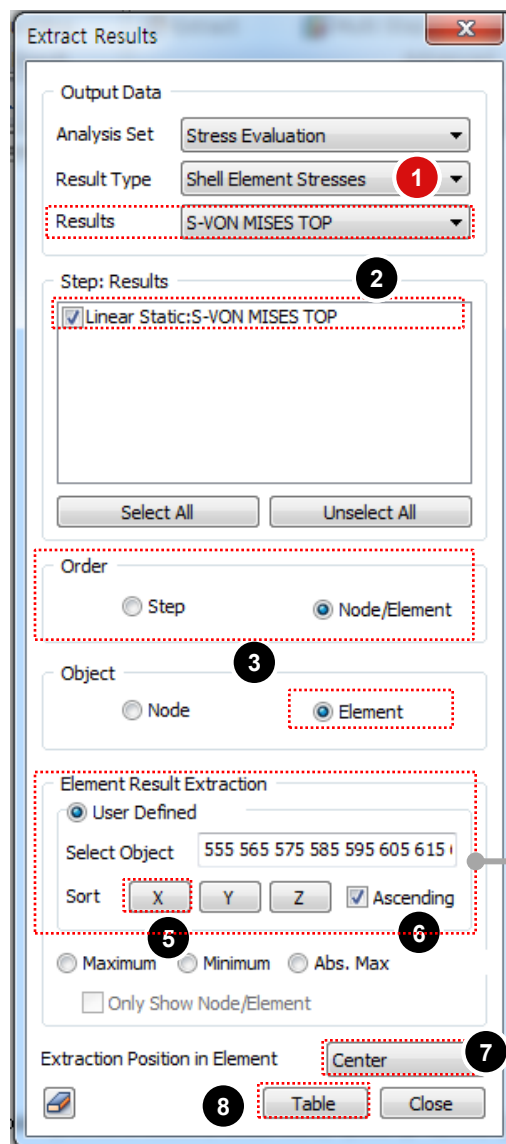 Extract Results
Output Data
Analysis Set Stress Evaluation
Result Type Shell Element Stresses 1
Results S-VON MISES TOP
2
Step: Results
Linear Static:S-VON MISES TOP
Select All Unselect All
Order
Step Node/Element
3
Object
Node Element
Element Result Extraction
User Defined
Select Object 555 565 575 585 595 605 615
Sort X Y Z Ascending
5 6
Maximum Minimum Abs. Max
Only Show Node/Element
Extraction Position in Element Center 7
8 Table Close